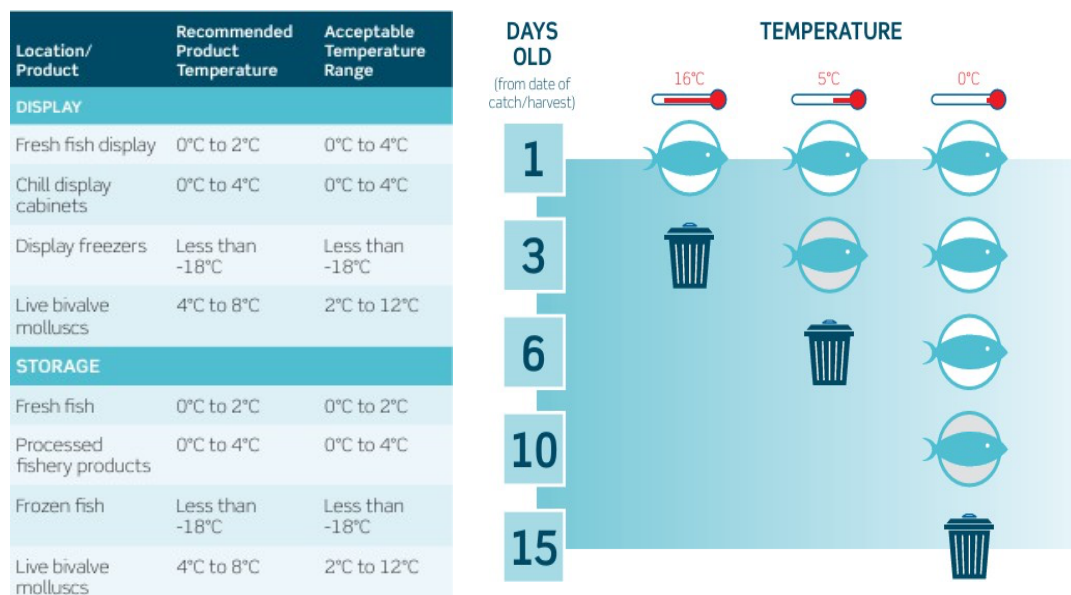 Location/
Product
Recommended
Product
Temperature
Acceptable
Temperature
Range
DISPLAY
Fresh fish display 0°C to 2°C 0°C to 4°C
Chill display
cabinets
0°C to 4°C 0°C to 4°C
Display freezers
Less than
-18°C
Less than
-18°C
Live bivalve
molluscs
4°C to 8°C 2°C to 12°C
STORAGE
Fresh fish 0°C to 2°C 0°C to 2°C
Processed
fishery products
0°C to 4°C 0°C to 4°C
Frozen fish
Less than
-18°C
Less than
-18°C
Live bivalve
molluscs
4°C to 8°C 2°C to 12°C
DAYS
OLD
(from date of
catch/harvest)
TEMPERATURE
16°C 5°C 0°C
1
3
6
10
15